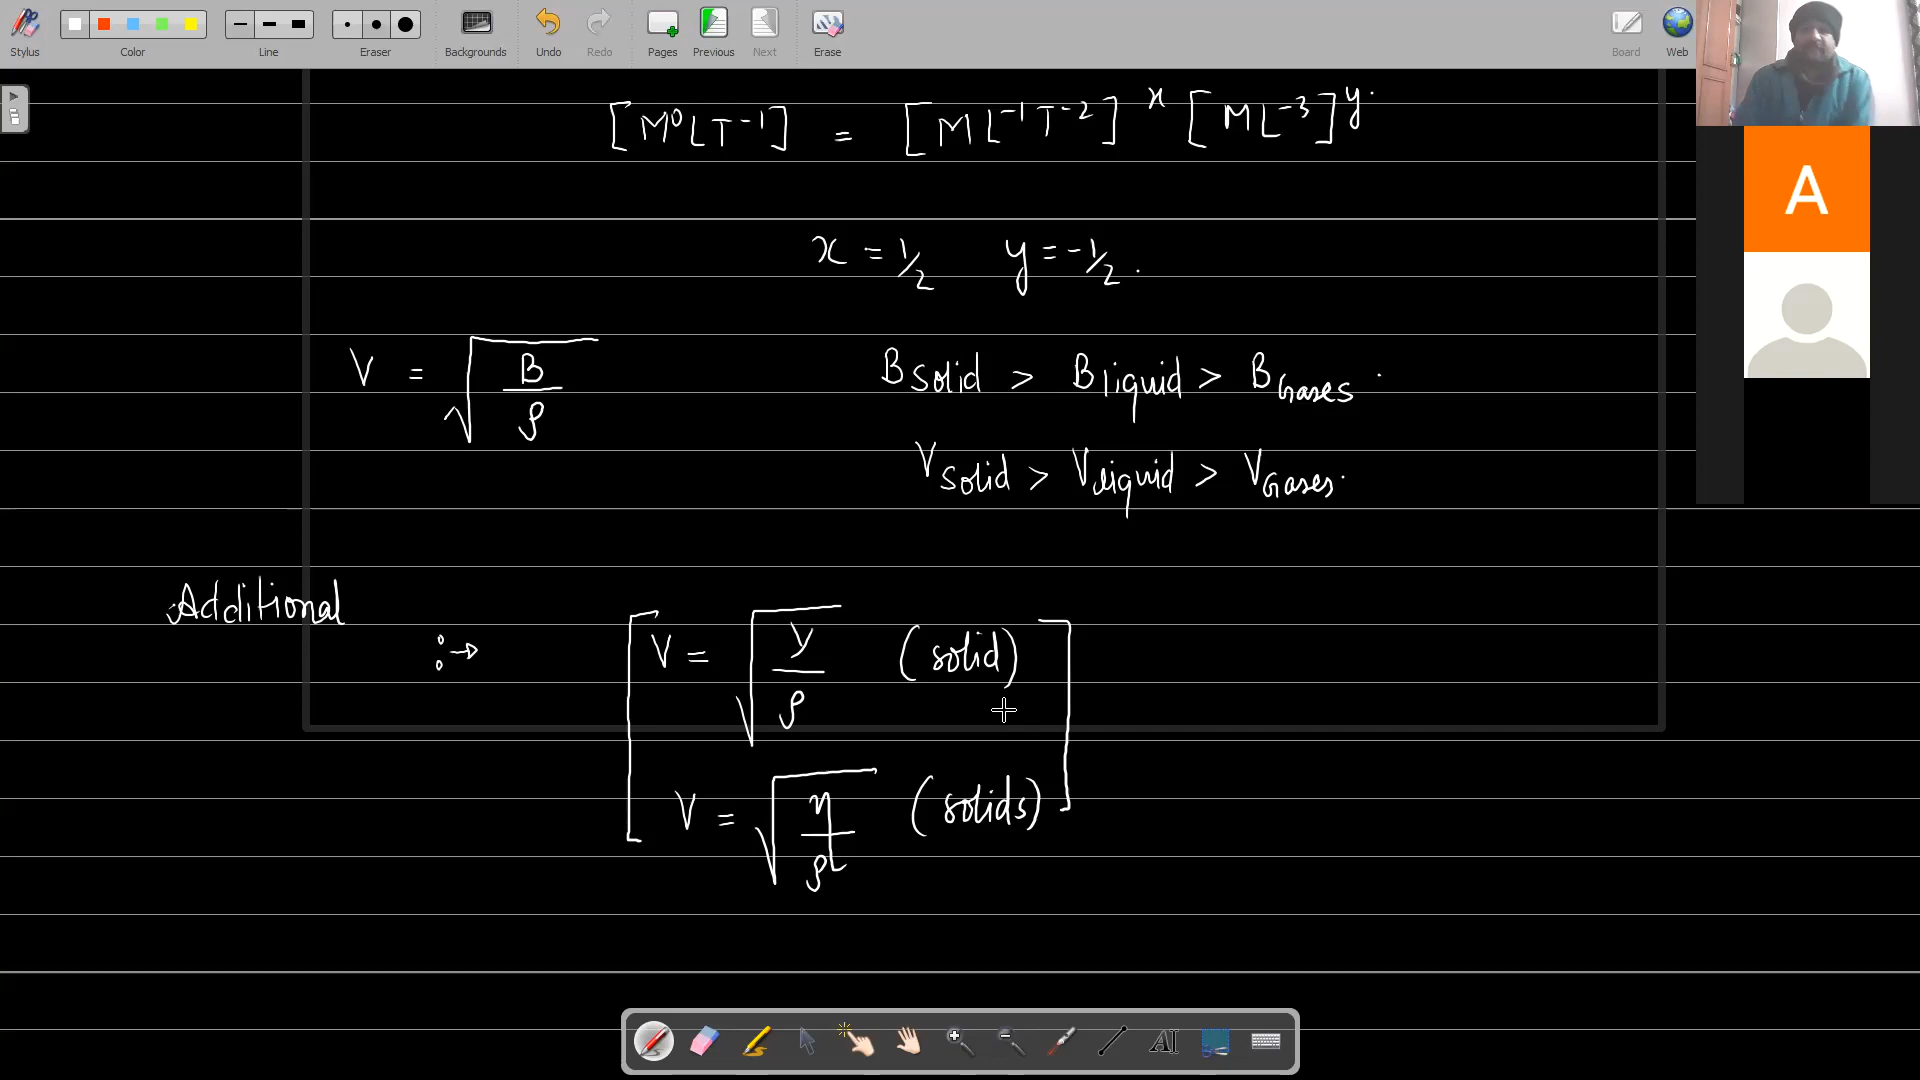 Stylus Color Line Eraser Backgrounds Undo Redo Pages Previous Next Erase Board Web
[M⁰LT⁻¹] = [ML⁻¹T⁻²]ˣ [ML⁻³]ʸ.
x = 1/2 y = -1/2.
V = √(B/ρ)
B Solid > B liquid > B Gases.
V Solid > V liquid > V Gases.
Additional
:→
V = √(Y/ρ) (solid)
V = √(η/ρ) (solids)
A
AI